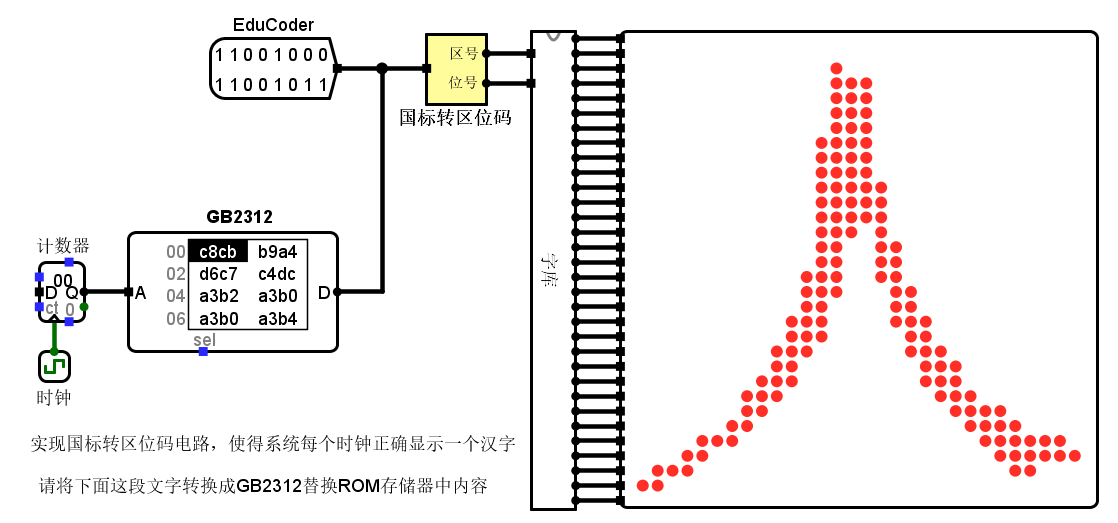 EduCoder
11001000
11001011
区号
位号
国标转区位码
字库
GB2312
计数器
00
D Q
ct 0
A
D
00 c8cb b9a4
02 d6c7 c4dc
04 a3b2 a3b0
06 a3b0 a3b4
sel
时钟
实现国标转区位码电路，使得系统每个时钟正确显示一个汉字
请将下面这段文字转换成GB2312替换ROM存储器中内容
人